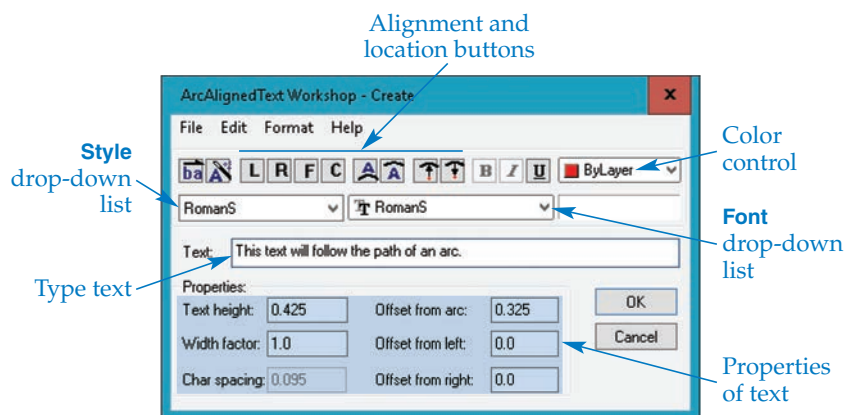 Alignment and
location buttons
ArcAlignedText Workshop - Create
x
File Edit Format Help
Style
drop-down
list
ba A L R F C A A T T B I U ByLayer
Color
control
RomanS
RomanS
Font
drop-down
list
Text: This text will follow the path of an arc.
Type text
Properties:
Text height: 0.425 Offset from arc: 0.325
OK
Width factor: 1.0 Offset from left: 0.0
Cancel
Char spacing: 0.095 Offset from right: 0.0
Properties
of text